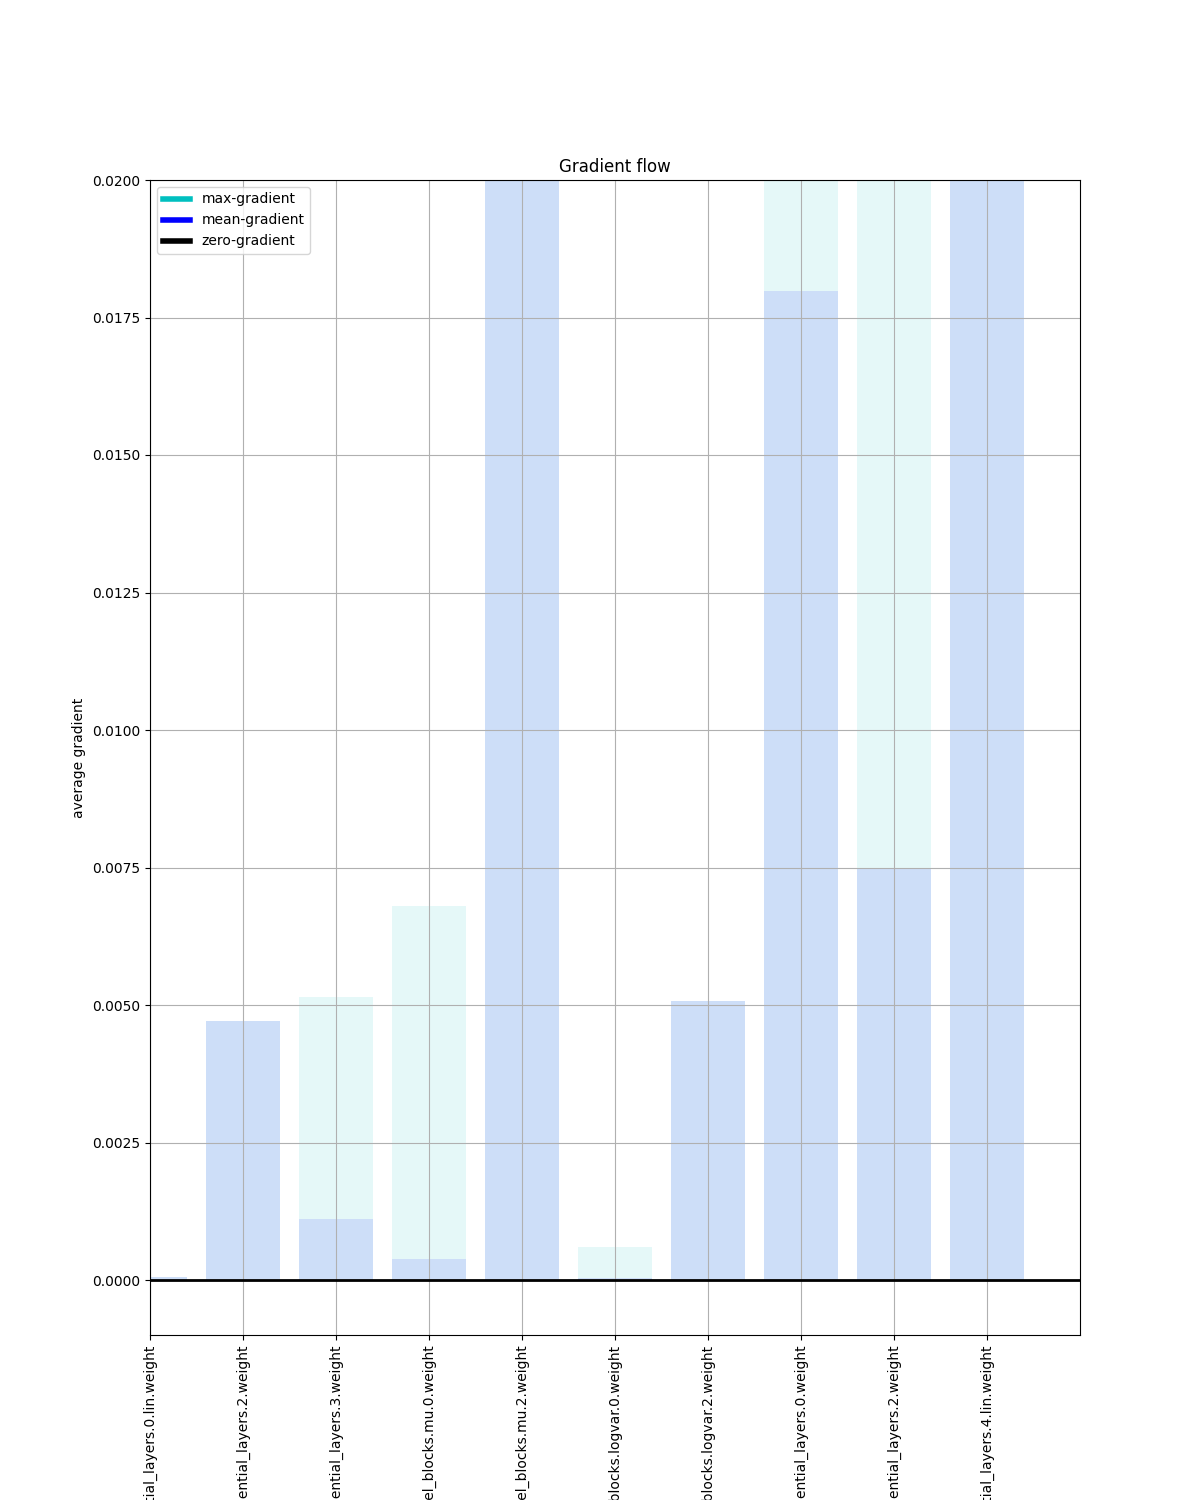 Gradient flow
max-gradient
mean-gradient
zero-gradient
0.0200
0.0175
0.0150
0.0125
0.0100
0.0075
0.0050
0.0025
0.0000
average gradient
tial_layers.0.lin.weight
ential_layers.2.weight
ential_layers.3.weight
el_blocks.mu.0.weight
el_blocks.mu.2.weight
blocks.logvar.0.weight
blocks.logvar.2.weight
ential_layers.0.weight
ential_layers.2.weight
tial_layers.4.lin.weight